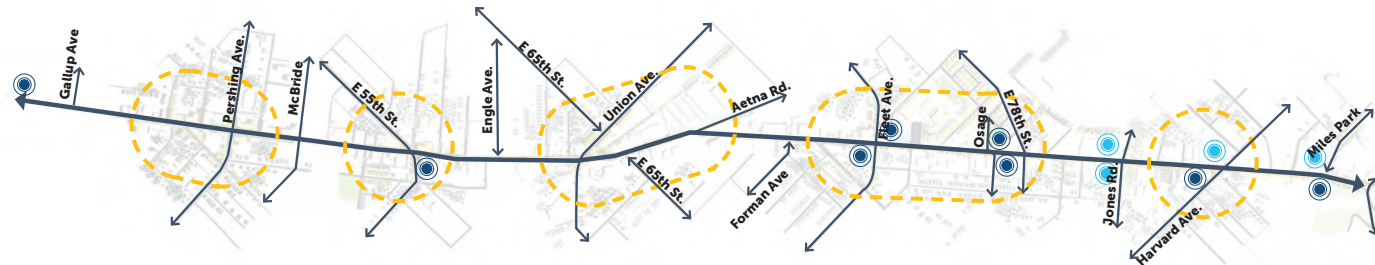 Gallup Ave
Pershing Ave.
McBride
E 55th St.
Engle Ave.
E 65th St.
Union Ave.
E 65th St.
Aetna Rd.
Forman Ave
Fleet Ave.
Osage
E 78th St.
Jones Rd.
Harvard Ave.
Miles Park